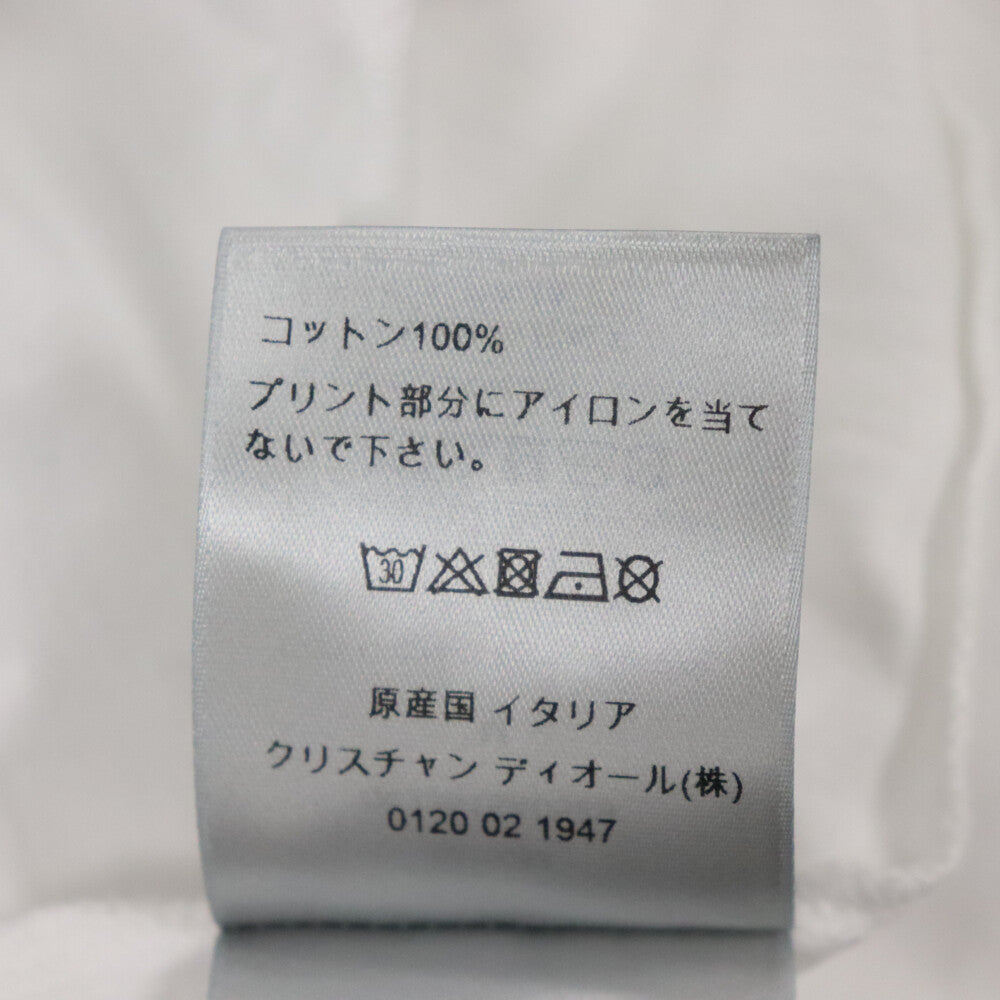 コットン100%
プリント部分にアイロンを当て
ないで下さい。
30
原産国 イタリア
クリスチャン ディオール(株)
0120 02 1947